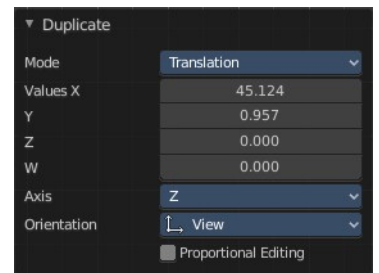 Duplicate
Mode Translation
Values X 45.124
Y 0.957
Z 0.000
W 0.000
Axis Z
Orientation View
Proportional Editing